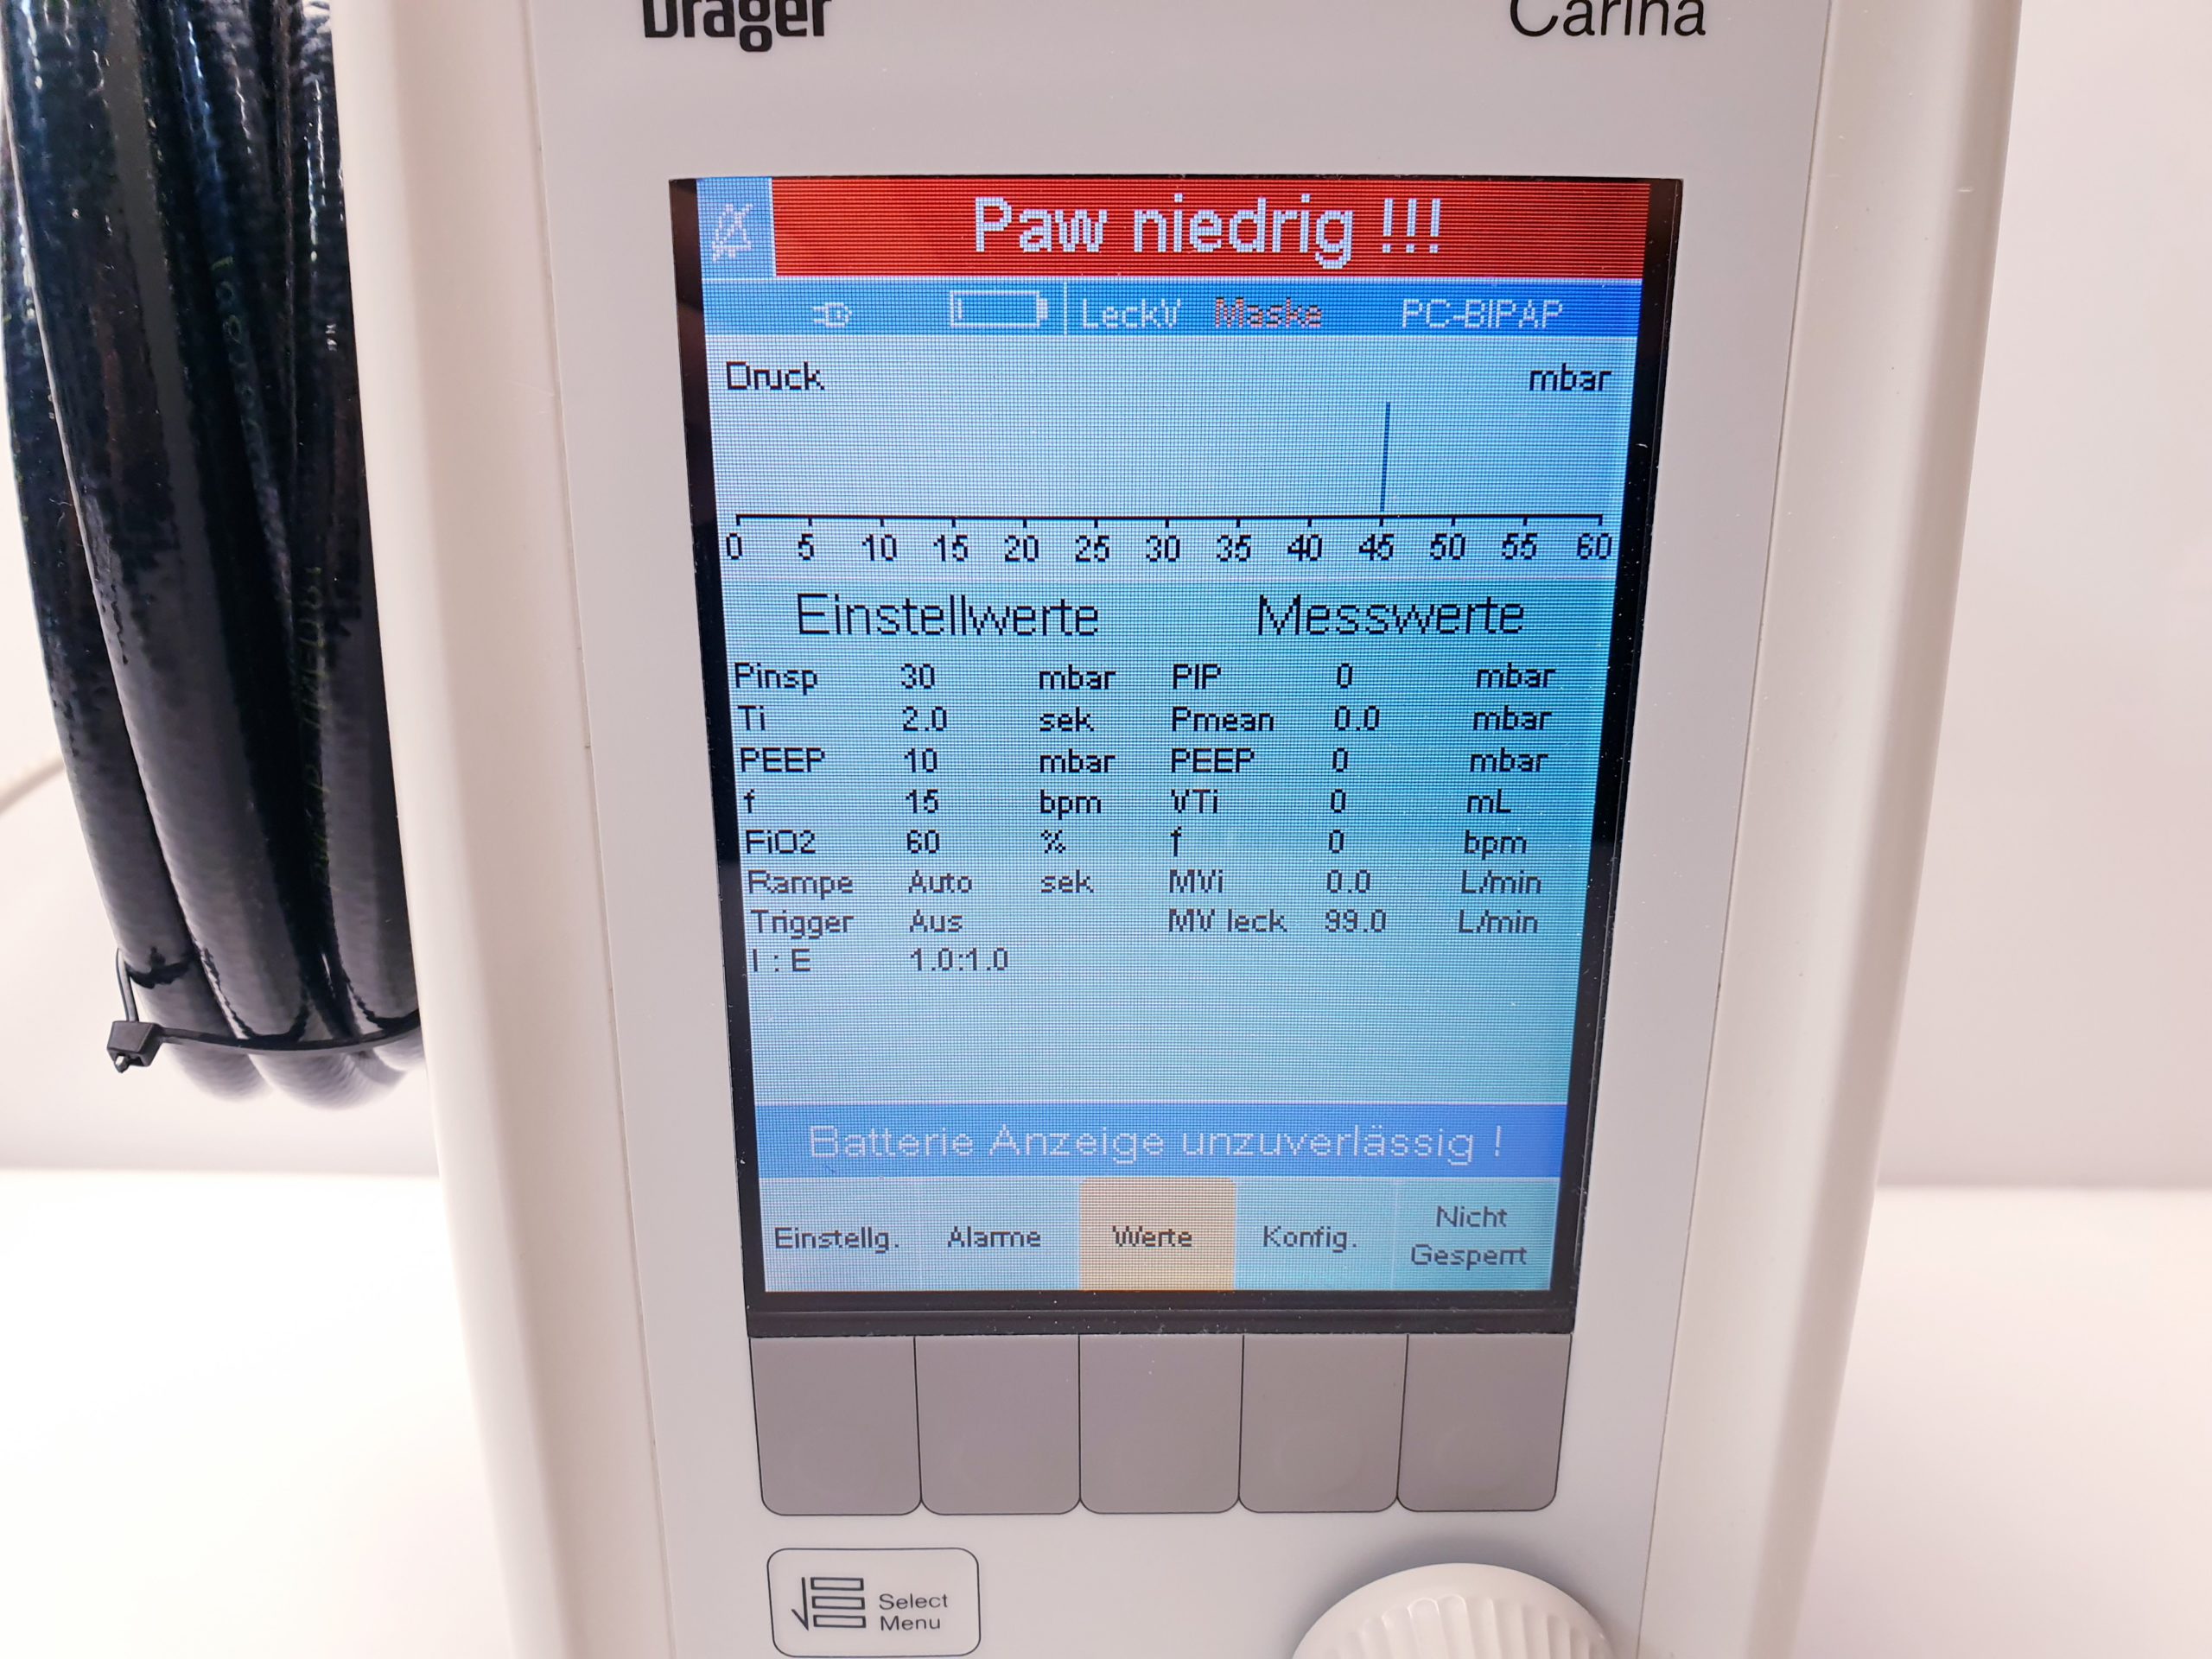 Dräger Carina
Paw niedrig !!!
LeckV Maske PC-BIPAP
Druck mbar
0 5 10 15 20 25 30 35 40 45 50 55 60
Einstellwerte Messwerte
Pinsp 30 mbar PIP 0 mbar
Ti 2.0 sek Pmean 0.0 mbar
PEEP 10 mbar PEEP 0 mbar
f 15 bpm VTi 0 mL
FiO2 60 % f 0 bpm
Rampe Auto sek MVi 0.0 L/min
Trigger Aus MV leck 99.0 L/min
I : E 1.0:1.0
Batterie Anzeige unzuverlässig !
Einstellg. Alarme Werte Konfig. Nicht
Gesperrt
Select
Menu